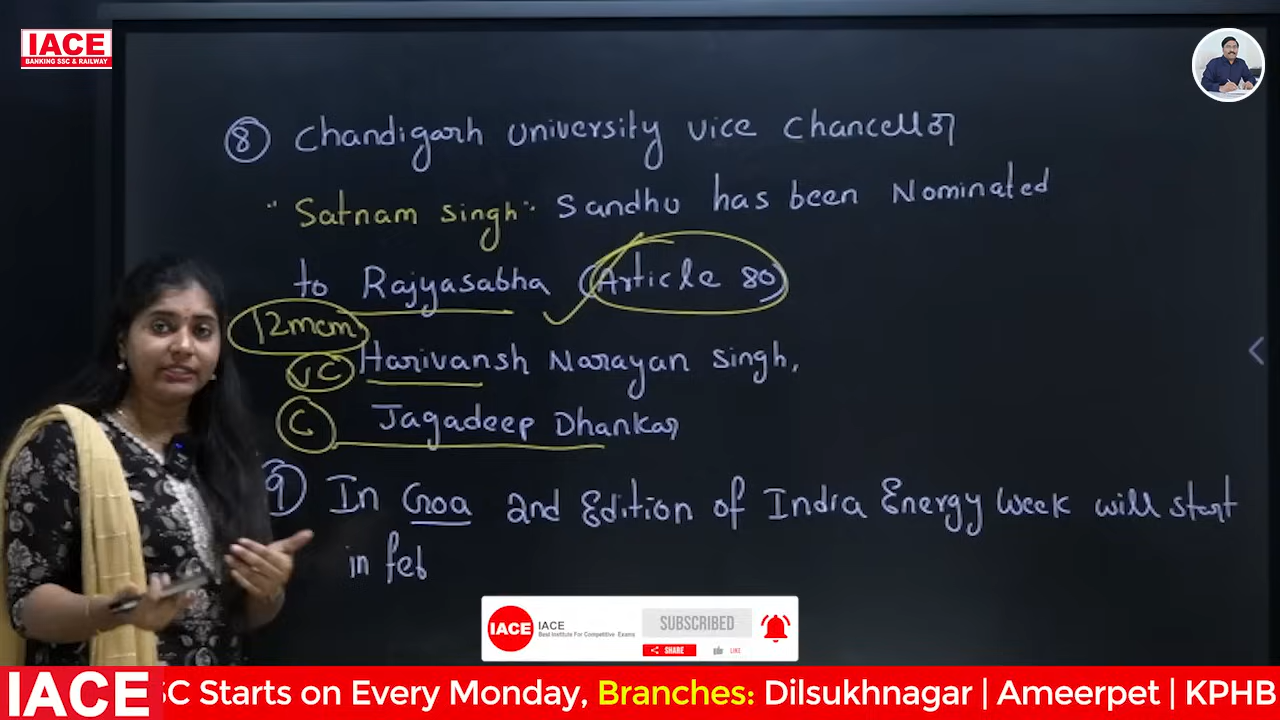 IACE
BANKING SSC & RAILWAY
8 Chandigarh University Vice Chancellor
"Satnam singh" Sandhu has been Nominated
to Rajyasabha (Article 80)
12 mem
VC Harivansh Narayan singh,
C Jagadeep Dhankar
9 In Goa 2nd Edition of India Energy Week will start
in feb
IACE IACE SUBSCRIBED
Best Institute For Competitive Exams
SHARE LIKE
IACE SC Starts on Every Monday, Branches: Dilsukhnagar | Ameerpet | KPHB